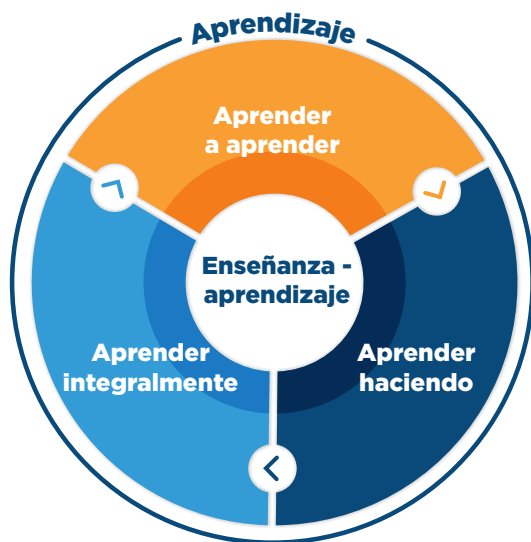 Aprendizaje
Aprender
a aprender
Enseñanza -
aprendizaje
Aprender
integralmente
Aprender
haciendo